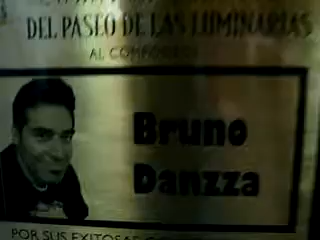 DEL PASEO DE LAS LUMINARIAS
AL COMPOSITOR
Bruno
Danzza
POR SUS EXITOSAS